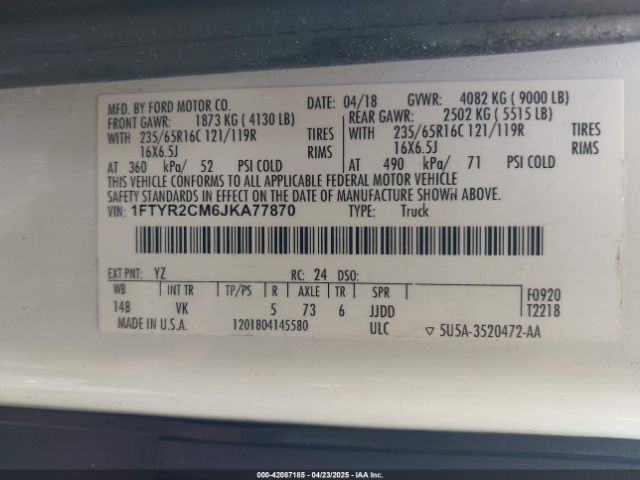 MFD. BY FORD MOTOR CO. DATE: 04/18 GVWR: 4082 KG ( 9000 LB)
FRONT GAWR: 1873 KG ( 4130 LB) REAR GAWR: 2502 KG ( 5515 LB)
WITH 235/65R16C 121/119R TIRES WITH 235/65R16C 121/119R TIRES
16X6.5J RIMS 16X6.5J RIMS
AT 360 kPa/ 52 PSI COLD AT 490 kPa/ 71 PSI COLD
THIS VEHICLE CONFORMS TO ALL APPLICABLE FEDERAL MOTOR VEHICLE
SAFETY STANDARDS IN EFFECT ON THE DATE OF MANUFACTURE SHOWN ABOVE.
VIN: 1FTYR2CM6JKA77870 TYPE: Truck
EXT PNT: YZ RC: 24 DSO:
WB INT TR TP/PS R AXLE TR SPR F0920
148 VK 5 73 6 JJDD T2218
MADE IN U.S.A. 1201804145580 ULC ▽ 5U5A-3520472-AA
000-42087185 - 04/23/2025 - IAAI.COM